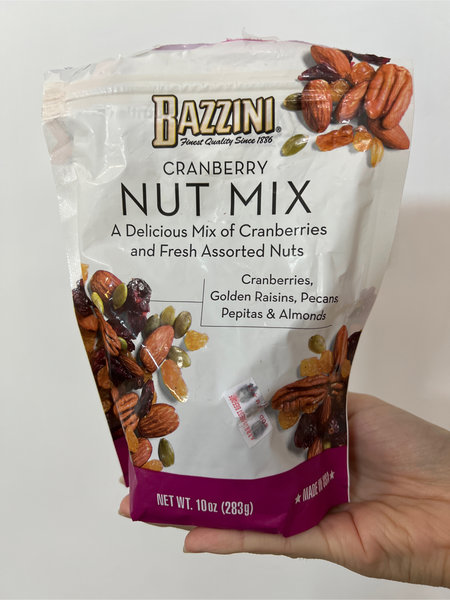 BAZZINI®
Finest Quality Since 1886
CRANBERRY
NUT MIX
A Delicious Mix of Cranberries
and Fresh Assorted Nuts
Cranberries,
Golden Raisins, Pecans
Pepitas & Almonds
NET WT. 10oz (283g)
★ MADE IN USA ★